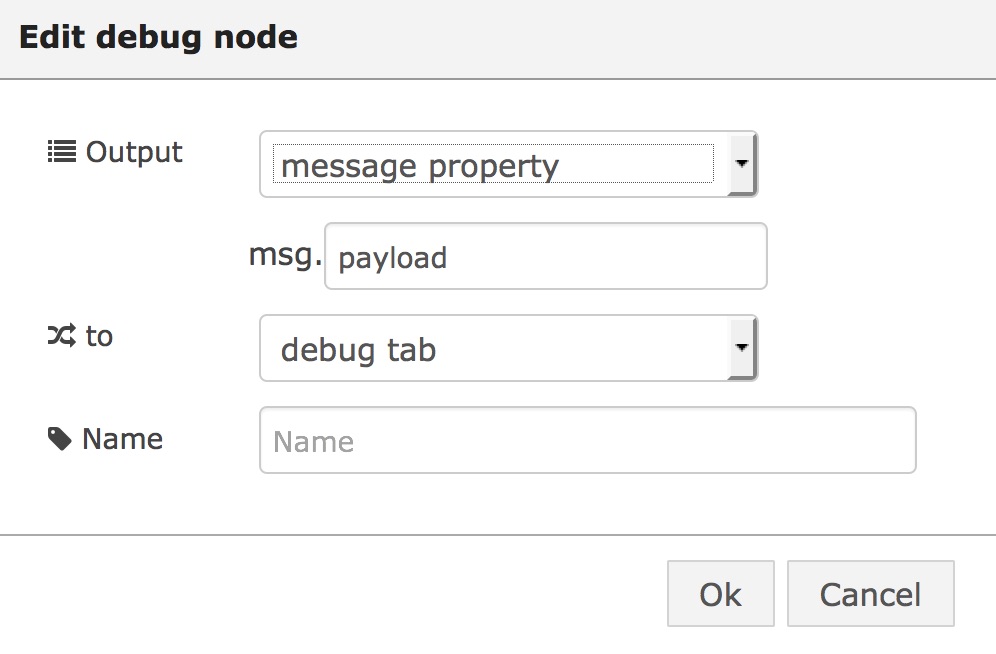 Edit debug node
Output
message property
msg. payload
to
debug tab
Name
Name
Ok
Cancel